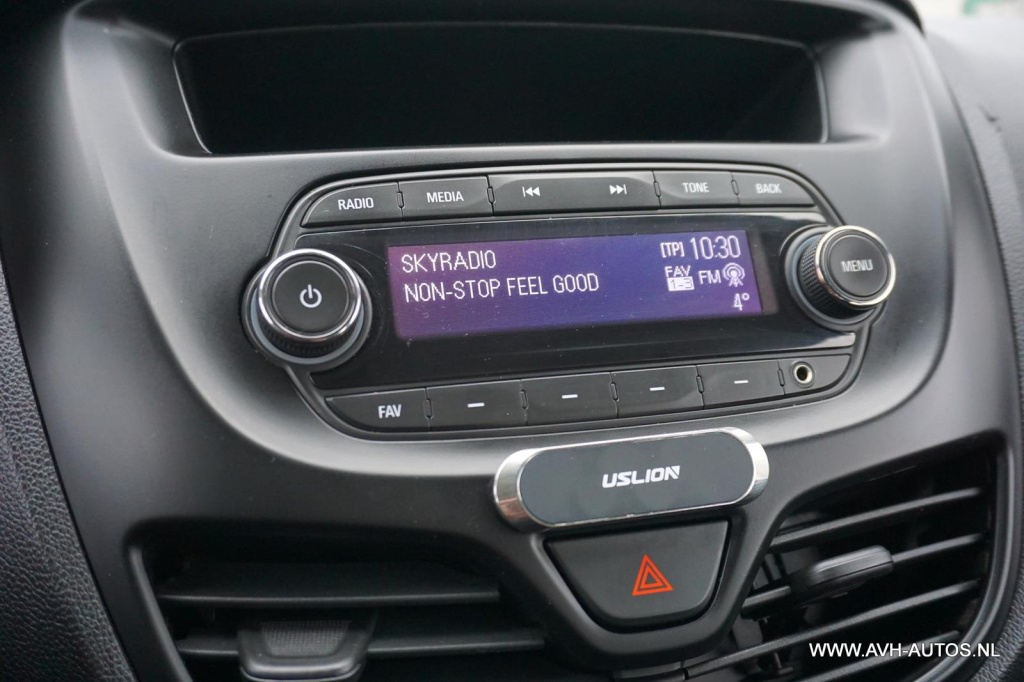 RADIO
MEDIA
TONE
BACK
SKYRADIO
[TP] 10:30
NON-STOP FEEL GOOD
FAV
1-3
FM
4°
MENU
FAV
USLION
WWW.AVH-AUTOS.NL